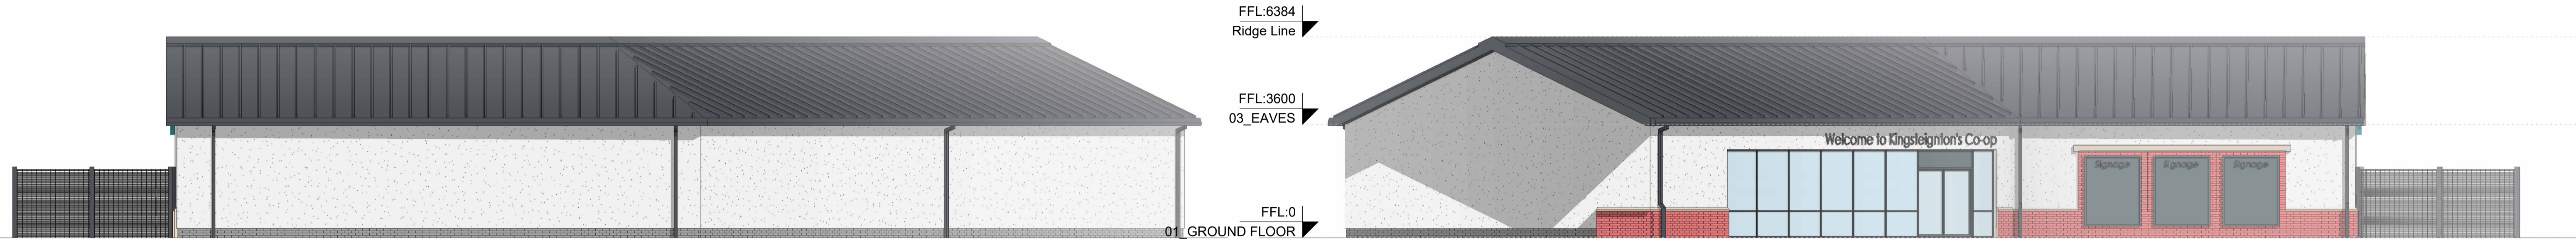 FFL:6384
Ridge Line
FFL:3600
03_EAVES
FFL:0
01_GROUND FLOOR
Welcome to Kingsteignton's Co-op
Signage
Signage
Signage